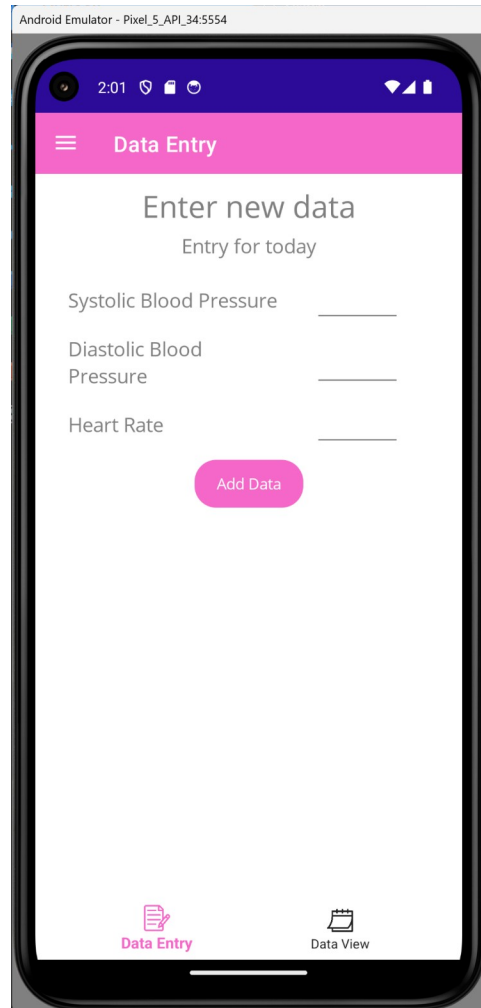 Android Emulator - Pixel_5_API_34:5554
2:01
Data Entry
Enter new data
Entry for today
Systolic Blood Pressure
Diastolic Blood
Pressure
Heart Rate
Add Data
Data Entry
Data View